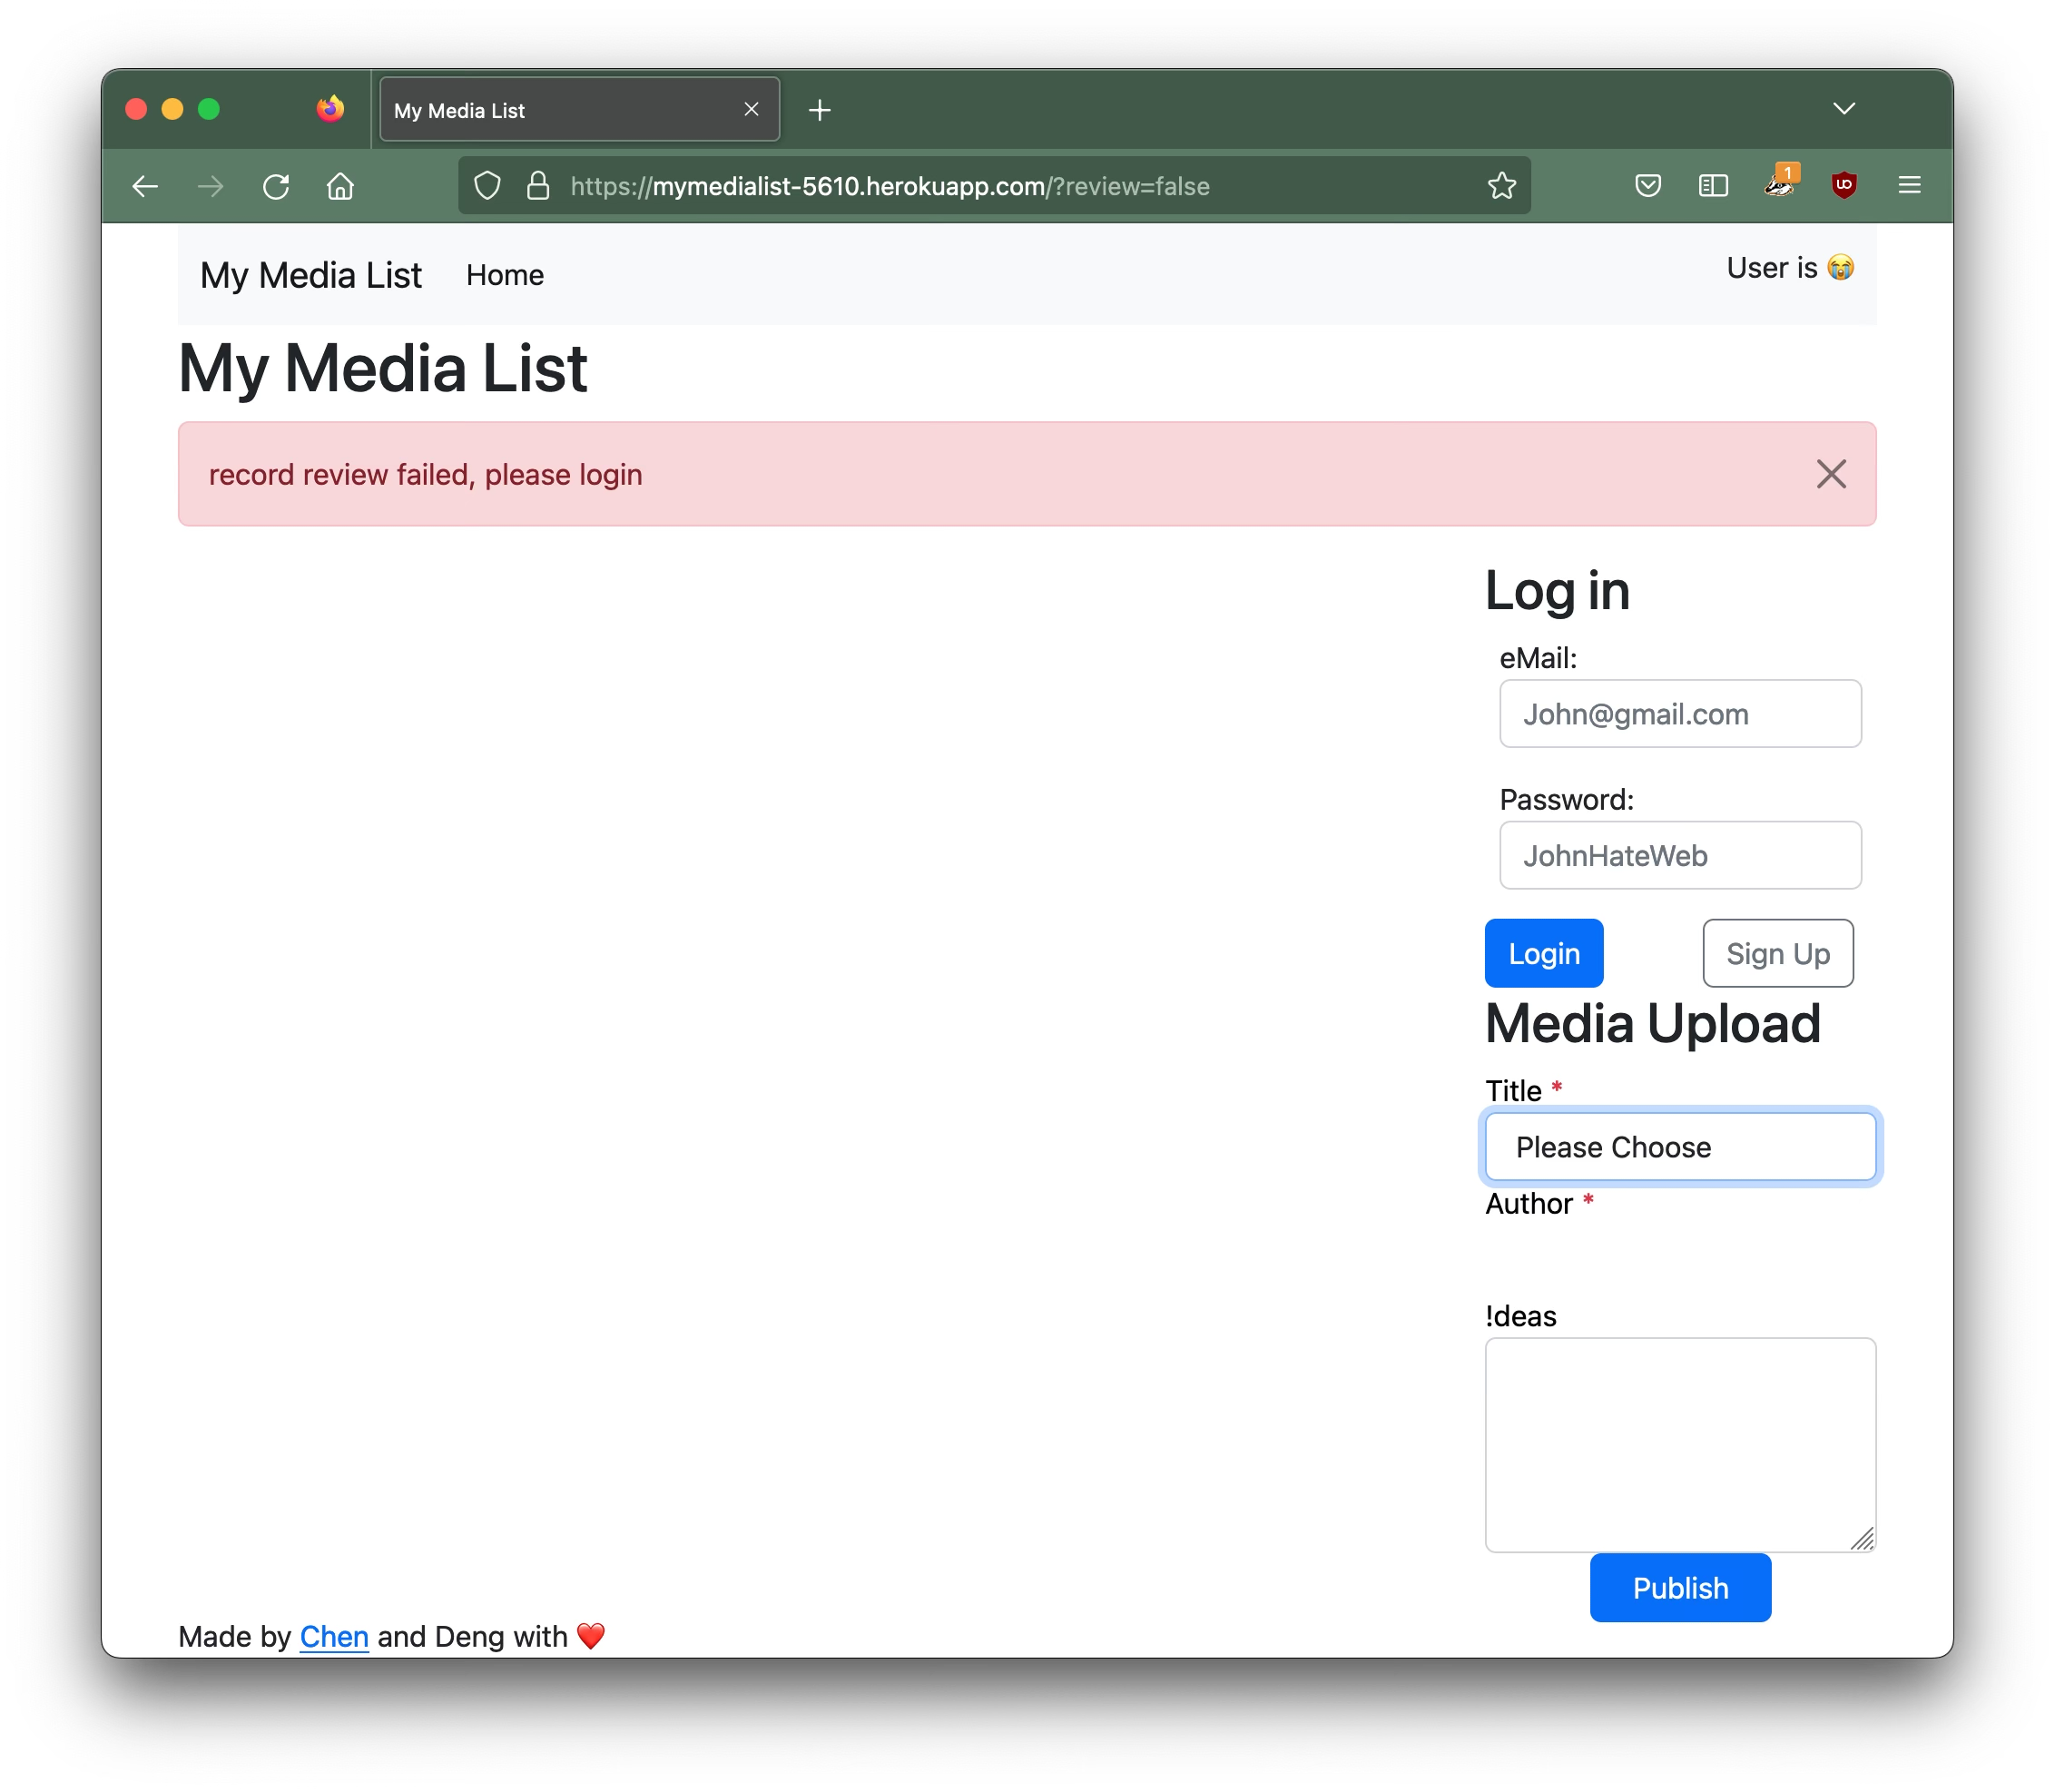 My Media List
https://mymedialist-5610.herokuapp.com/?review=false
1
My Media List Home User is 😭
My Media List
record review failed, please login
Log in
eMail:
John@gmail.com
Password:
JohnHateWeb
Login Sign Up
Media Upload
Title *
Please Choose
Author *
!deas
Publish
Made by Chen and Deng with ❤️